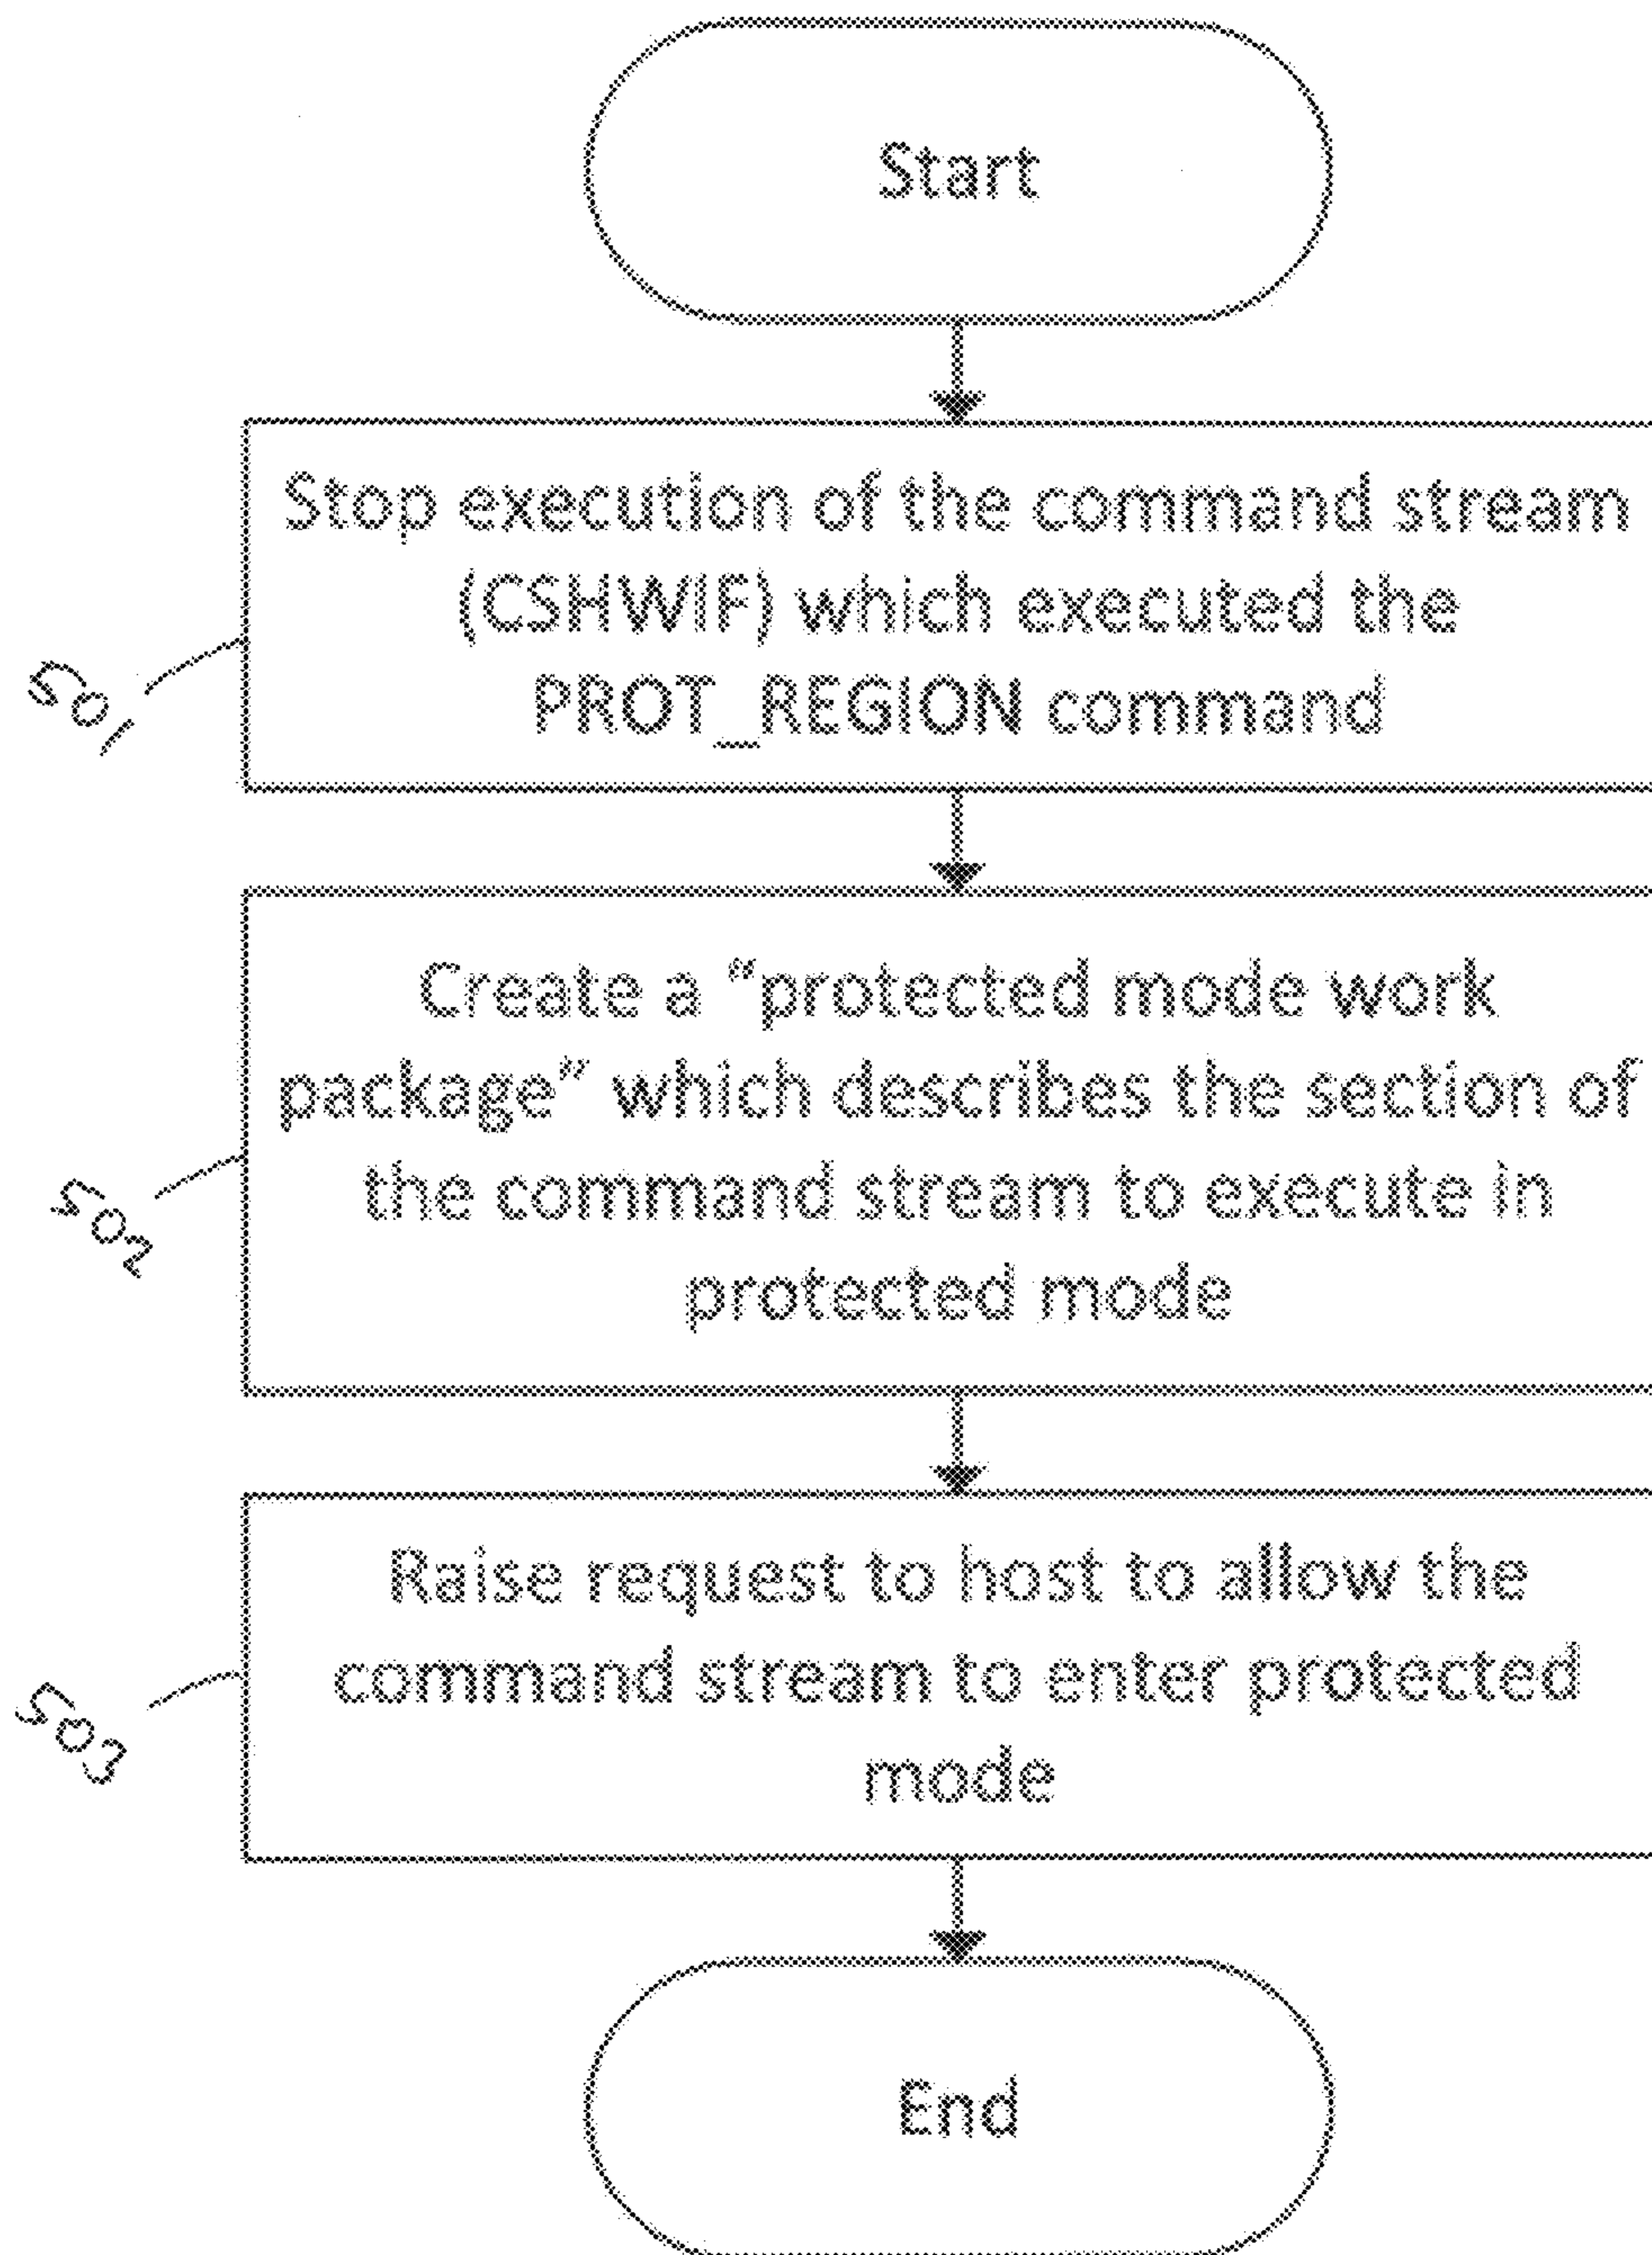 Start
Stop execution of the command stream
(CSHWIF) which executed the
PROT_REGION command
501
Create a “protected mode work
package” which describes the section of
the command stream to execute in
protected mode
502
Raise request to host to allow the
command stream to enter protected
mode
503
End